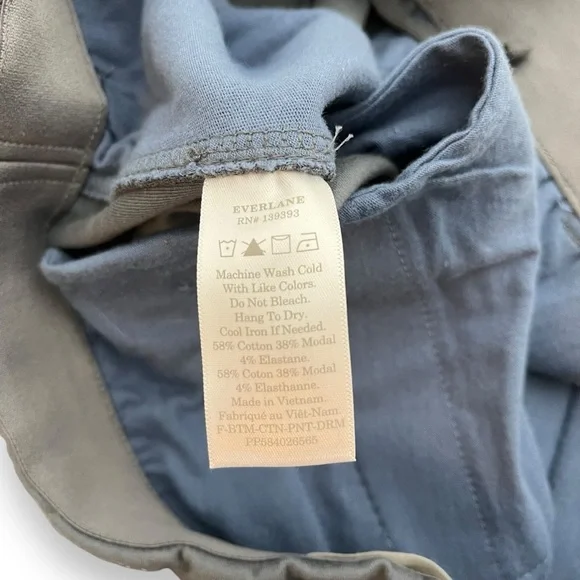 EVERLANE
RN# 139393
Machine Wash Cold
With Like Colors.
Do Not Bleach.
Hang To Dry.
Cool Iron If Needed.
58% Cotton 38% Modal
4% Elastane.
58% Coton 38% Modal
4% Elasthanne.
Made in Vietnam.
Fabriqué au Viêt-Nam.
F-BTM-CTN-PNT-DRM
PP584026565